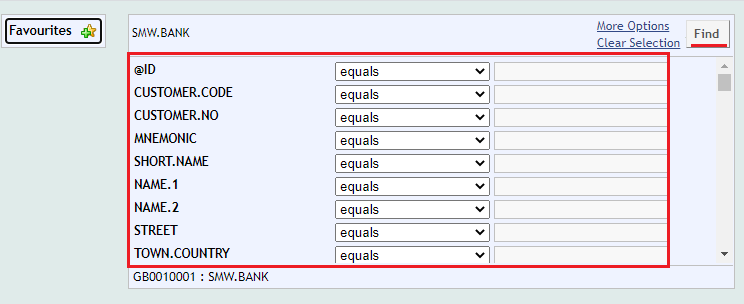 Favourites
SMW.BANK
More Options
Clear Selection
Find
@ID equals
CUSTOMER.CODE equals
CUSTOMER.NO equals
MNEMONIC equals
SHORT.NAME equals
NAME.1 equals
NAME.2 equals
STREET equals
TOWN.COUNTRY equals
GB0010001 : SMW.BANK